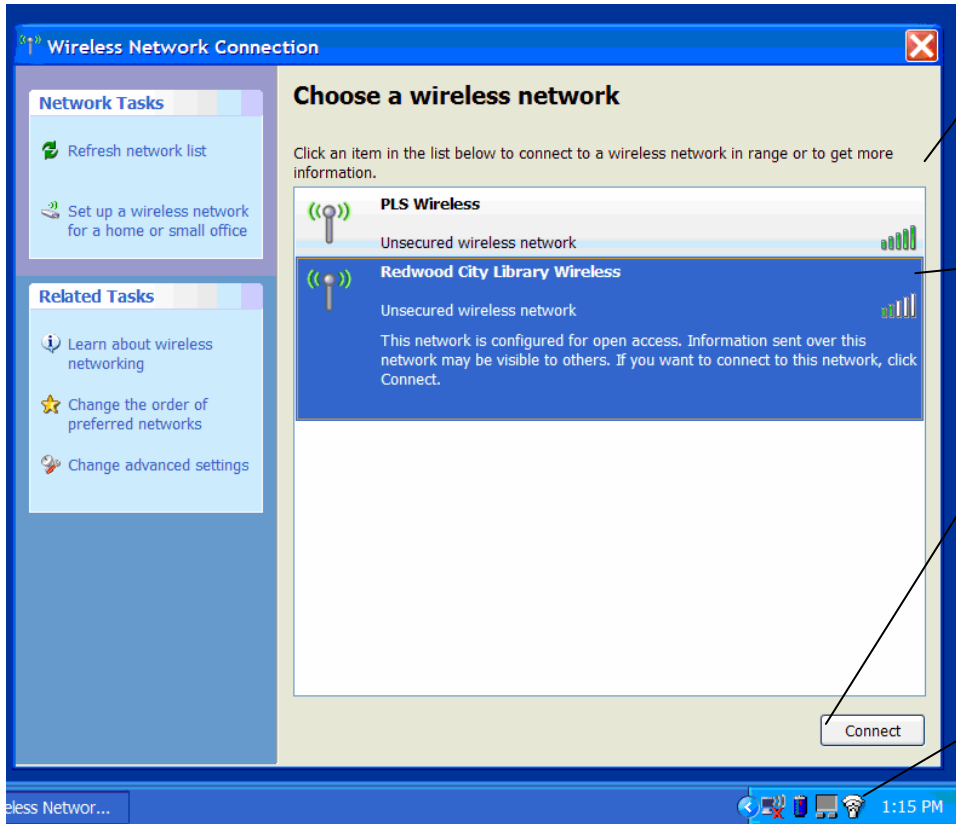 Wireless Network Connection
Network Tasks
Refresh network list
Set up a wireless network
for a home or small office
Related Tasks
Learn about wireless
networking
Change the order of
preferred networks
Change advanced settings
Choose a wireless network
Click an item in the list below to connect to a wireless network in range or to get more
information.
PLS Wireless
Unsecured wireless network
Redwood City Library Wireless
Unsecured wireless network
This network is configured for open access. Information sent over this
network may be visible to others. If you want to connect to this network, click
Connect.
Connect
eless Networ...
1:15 PM